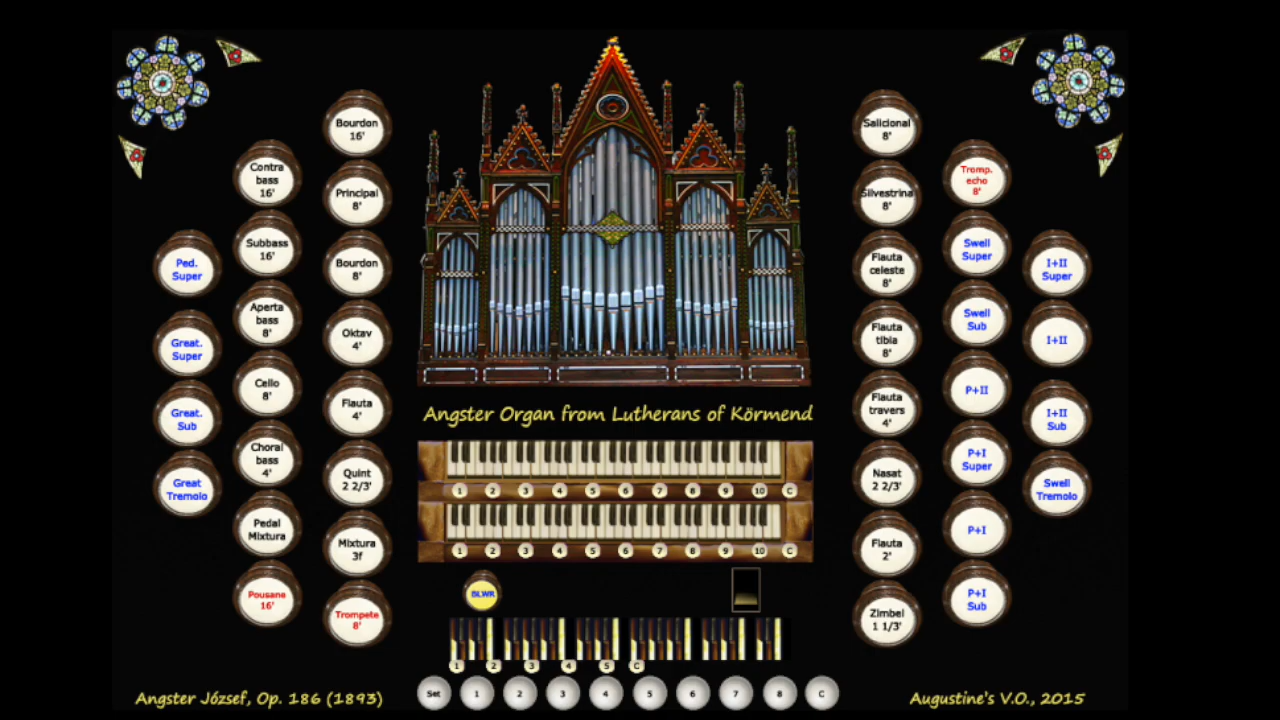 Ped.
Super
Great.
Super
Great.
Sub
Great
Tremolo
Contra
bass
16'
Subbass
16'
Aperta
bass
8'
Cello
8'
Choral
bass
4'
Pedal
Mixtura
Pousane
16'
Bourdon
16'
Principal
8'
Bourdon
8'
Oktav
4'
Flauta
4'
Quint
2 2/3'
Mixtura
3f
Trompete
8'
Angster Organ from Lutherans of Körmend
1 2 3 4 5 6 7 8 9 10 C
1 2 3 4 5 6 7 8 9 10 C
BLWR
1 2 3 4 5 C
Set 1 2 3 4 5 6 7 8 C
Salicional
8'
Silvestrina
8'
Flauta
celeste
8'
Flauta
tibia
8'
Flauta
travers
4'
Nasat
2 2/3'
Flauta
2'
Zimbel
1 1/3'
Tromp.
echo
8'
Swell
Super
Swell
Sub
P+II
P+I
Super
P+I
P+I
Sub
I+II
Super
I+II
I+II
Sub
Swell
Tremolo
Angster József, Op. 186 (1893)
Augustine's V.O., 2015